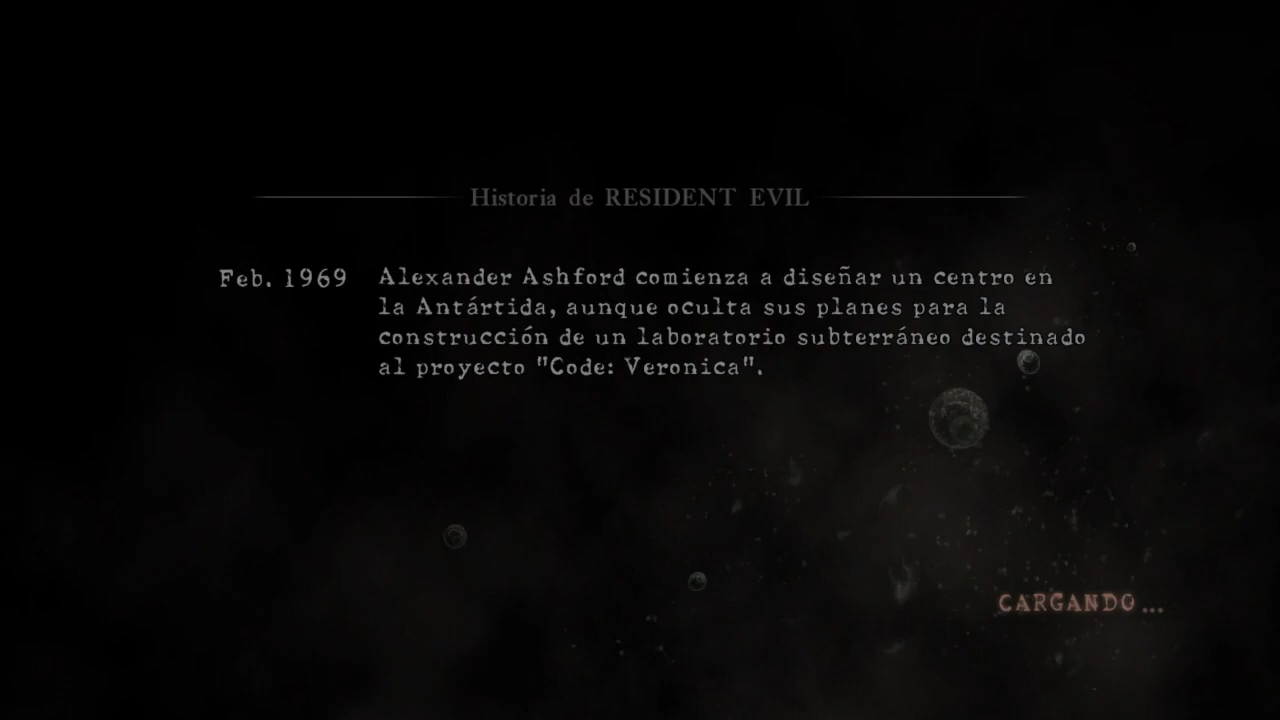 Historia de RESIDENT EVIL
Feb. 1969 Alexander Ashford comienza a diseñar un centro en
la Antártida, aunque oculta sus planes para la
construcción de un laboratorio subterráneo destinado
al proyecto "Code: Veronica".
CARGANDO...